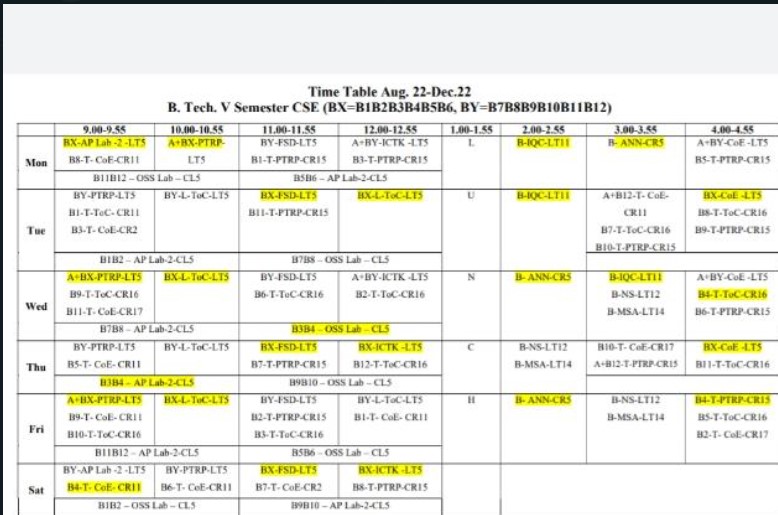 Time Table Aug. 22-Dec.22
B. Tech. V Semester CSE (BX=B1B2B3B4B5B6, BY=B7B8B9B10B11B12)
9.00-9.55 10.00-10.55 11.00-11.55 12.00-12.55 1.00-1.55 2.00-2.55 3.00-3.55 4.00-4.55
Mon
BX-AP Lab -2 -LT5 A+BX-PTRP- BY-FSD-LT5 A+BY-ICTK -LT5 L B-IQC-LT11 B- ANN-CR5 A+BY-CoE -LT5
B8-T- CoE-CR11 LT5 B1-T-PTRP-CR15 B3-T-PTRP-CR15 B5-T-PTRP-CR15
B11B12 – OSS Lab – CL5 B5B6 – AP Lab-2-CL5
Tue
BY-PTRP-LT5 BY-L-ToC-LT5 BX-FSD-LT5 BX-L-ToC-LT5 U B-IQC-LT11 A+B12-T- CoE- BX-CoE -LT5
B1-T-ToC- CR11 B11-T-PTRP-CR15 CR11 B8-T-ToC-CR16
B3-T- CoE-CR2 B7-T-ToC-CR16 B9-T-PTRP-CR15
B10-T-PTRP-CR15
B1B2 – AP Lab-2-CL5 B7B8 – OSS Lab – CL5
Wed
A+BX-PTRP-LT5 BX-L-ToC-LT5 BY-FSD-LT5 A+BY-ICTK -LT5 N B- ANN-CR5 B-IQC-LT11 A+BY-CoE -LT5
B9-T-ToC-CR16 B6-T-ToC-CR16 B2-T-ToC-CR16 B-NS-LT12 B4-T-ToC-CR16
B11-T- CoE-CR17 B-MSA-LT14 B6-T-PTRP-CR15
B7B8 – AP Lab-2-CL5 B3B4 – OSS Lab – CL5
Thu
BY-PTRP-LT5 BY-L-ToC-LT5 BX-FSD-LT5 BX-ICTK -LT5 C B-NS-LT12 B10-T- CoE-CR17 BX-CoE -LT5
B5-T- CoE- CR11 B7-T-PTRP-CR15 B12-T-ToC-CR16 B-MSA-LT14 A+B12-T-PTRP-CR15 B11-T-ToC-CR16
B3B4 – AP Lab-2-CL5 B9B10 – OSS Lab – CL5
Fri
A+BX-PTRP-LT5 BX-L-ToC-LT5 BY-FSD-LT5 BY-L-ToC-LT5 H B- ANN-CR5 B-NS-LT12 B4-T-PTRP-CR15
B9-T- CoE- CR11 B2-T-PTRP-CR15 B1-T- CoE- CR11 B-MSA-LT14 B5-T-ToC-CR16
B10-T-ToC-CR16 B3-T-ToC-CR16 B2-T- CoE-CR17
B11B12 – AP Lab-2-CL5 B5B6 – OSS Lab – CL5
Sat
BY-AP Lab -2 -LT5 BY-PTRP-LT5 BX-FSD-LT5 BX-ICTK -LT5
B4-T- CoE- CR11 B6-T- CoE-CR11 B7-T- CoE-CR2 B8-T-PTRP-CR15
B1B2 – OSS Lab – CL5 B9B10 – AP Lab-2-CL5